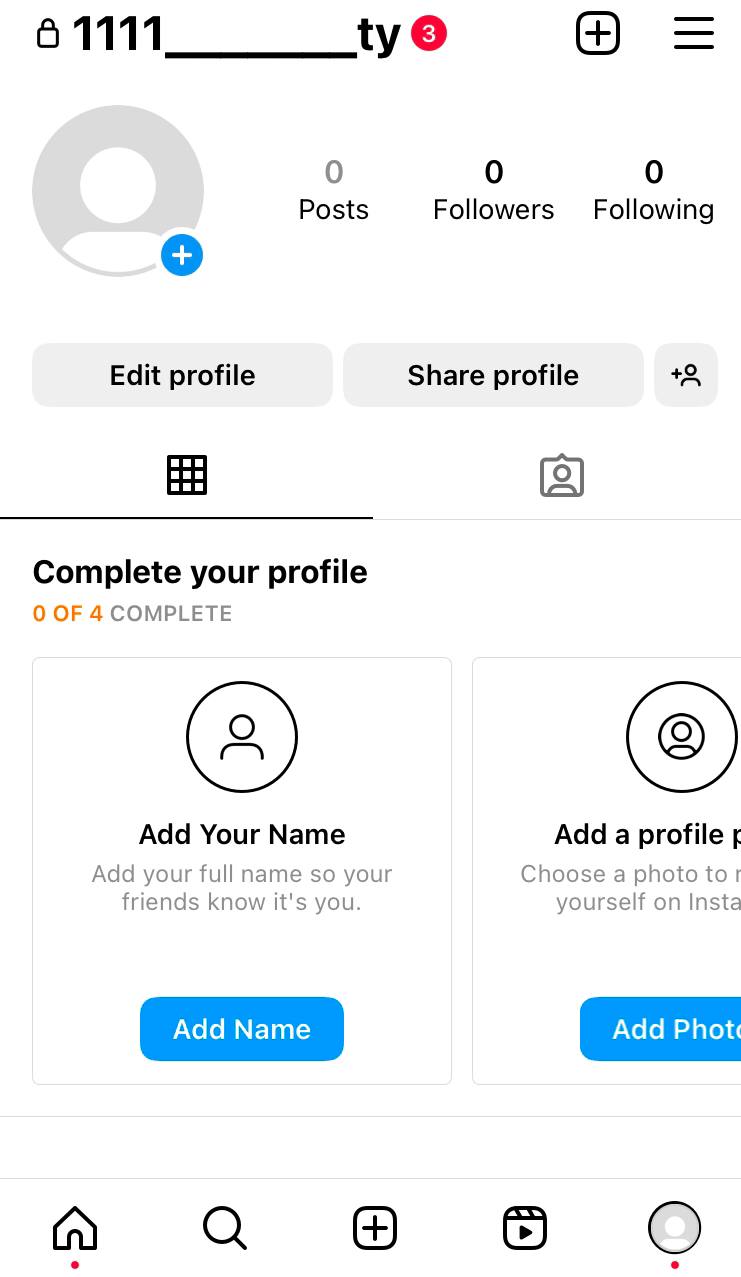 1111_______ty 3
0 0 0
Posts Followers Following
Edit profile Share profile
Complete your profile
0 OF 4 COMPLETE
Add Your Name Add a profile p
Add your full name so your Choose a photo to r
friends know it's you. yourself on Insta
Add Name Add Photo